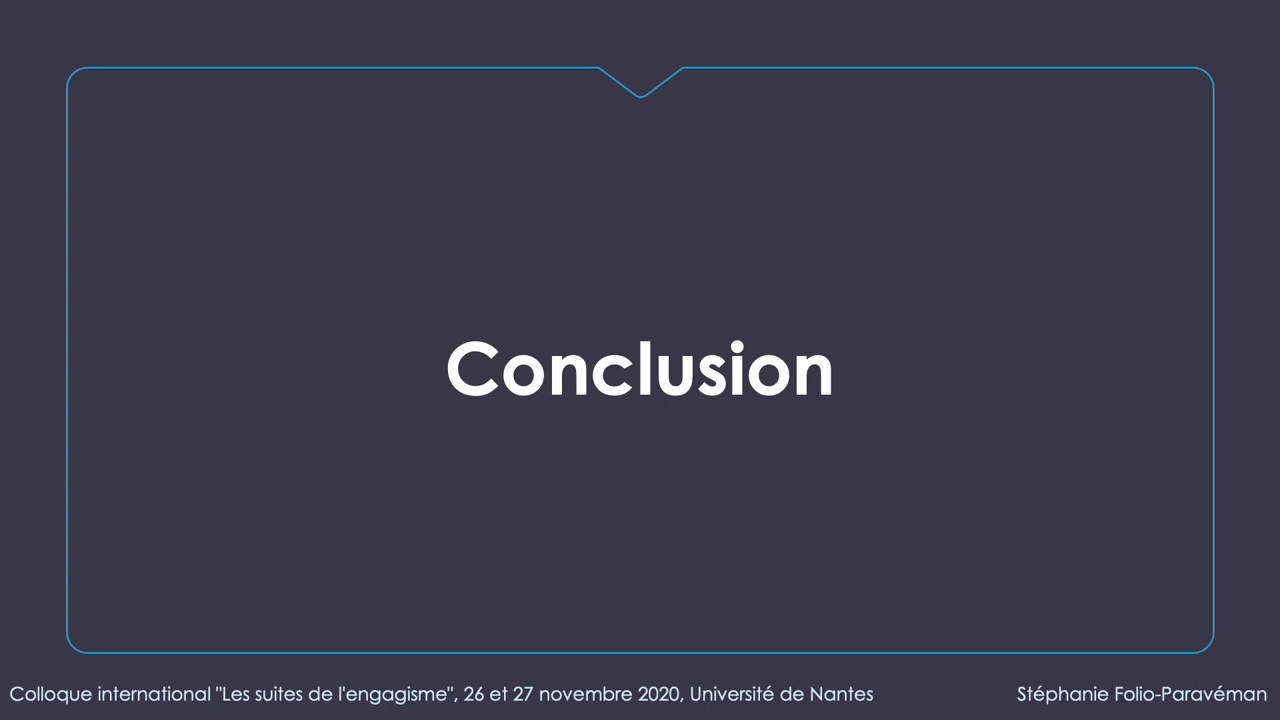 Conclusion
Colloque international "Les suites de l'engagisme", 26 et 27 novembre 2020, Université de Nantes
Stéphanie Folio-Paravéman